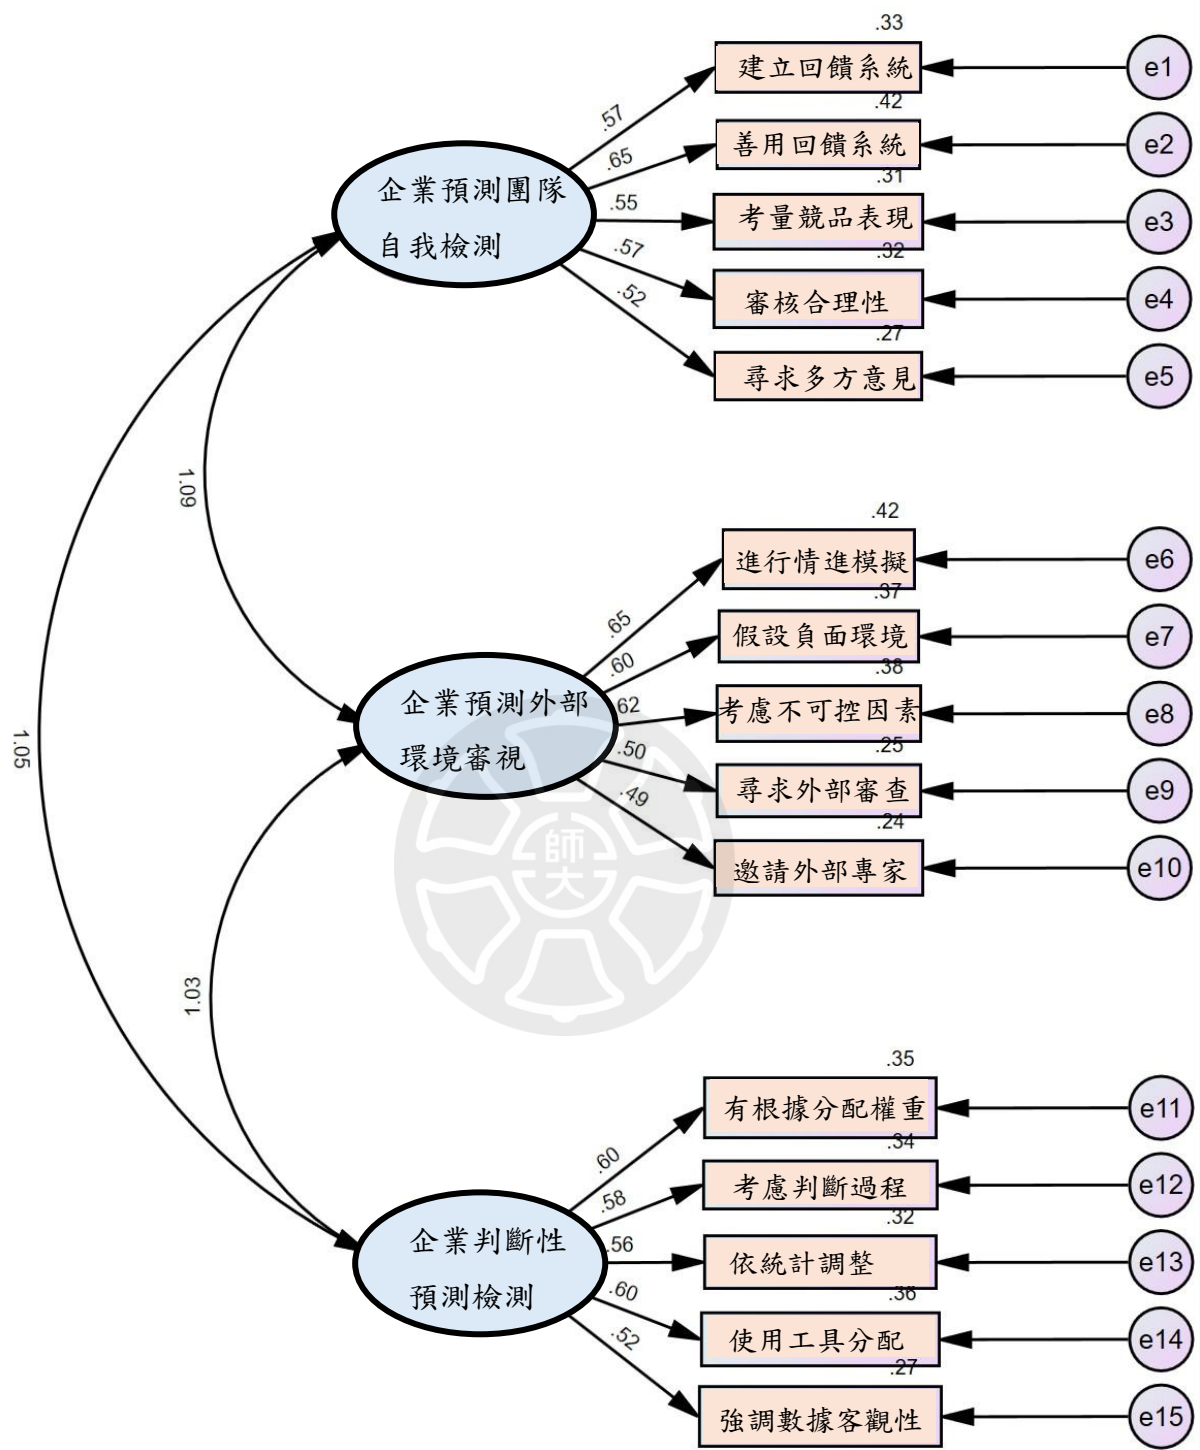 .33
建立回饋系統
e1
.57
.42
善用回饋系統
e2
.65
.31
考量競品表現
e3
.55
.32
審核合理性
e4
.57
.27
尋求多方意見
e5
.52
企業預測團隊
自我檢測
1.09
.42
進行情進模擬
e6
.65
.37
假設負面環境
e7
.60
.38
考慮不可控因素
e8
.62
.25
尋求外部審查
e9
.50
.24
邀請外部專家
e10
.49
企業預測外部
環境審視
1.05
師大
1.03
.35
有根據分配權重
e11
.60
.34
考慮判斷過程
e12
.58
.32
依統計調整
e13
.56
.36
使用工具分配
e14
.60
.27
強調數據客觀性
e15
.52
企業判斷性
預測檢測